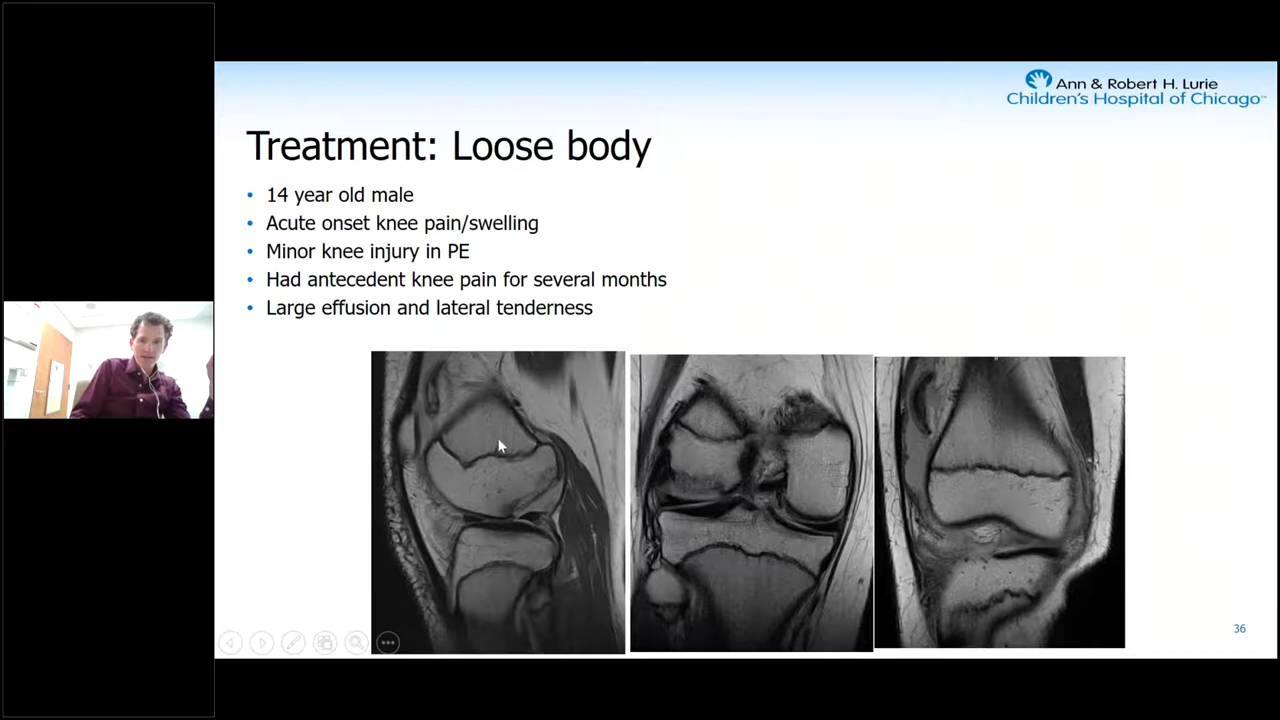 Ann & Robert H. Lurie
Children's Hospital of Chicago™
Treatment: Loose body
• 14 year old male
• Acute onset knee pain/swelling
• Minor knee injury in PE
• Had antecedent knee pain for several months
• Large effusion and lateral tenderness
36